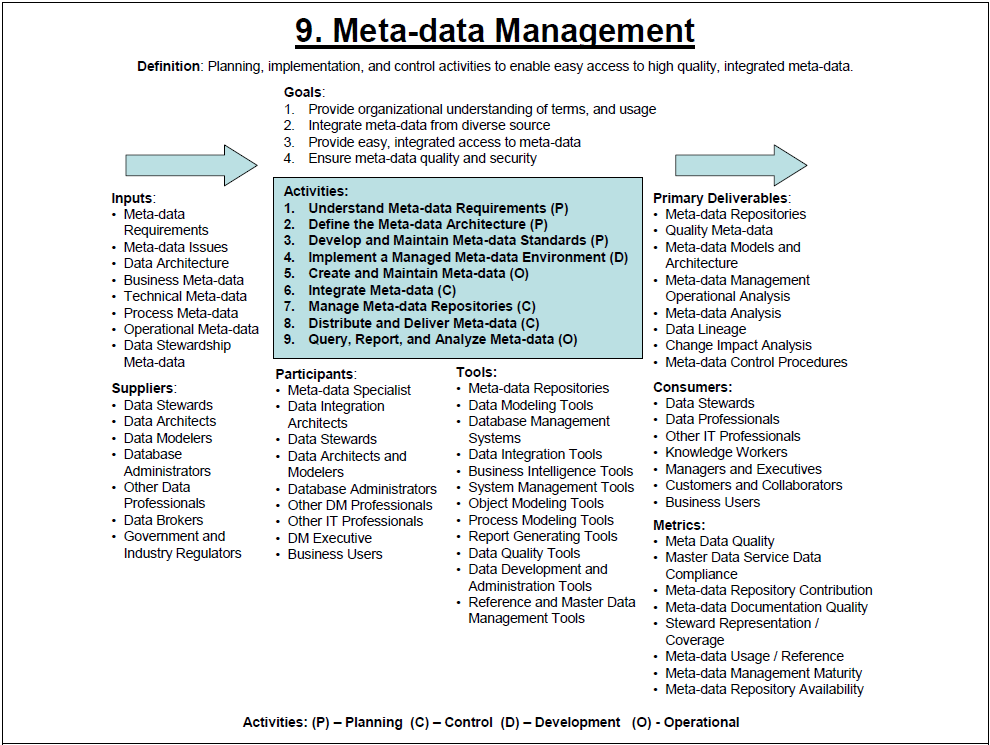 9. Meta-data Management
Definition: Planning, implementation, and control activities to enable easy access to high quality, integrated meta-data.
Goals:
1. Provide organizational understanding of terms, and usage
2. Integrate meta-data from diverse source
3. Provide easy, integrated access to meta-data
4. Ensure meta-data quality and security
Inputs:
• Meta-data
Requirements
• Meta-data Issues
• Data Architecture
• Business Meta-data
• Technical Meta-data
• Process Meta-data
• Operational Meta-data
• Data Stewardship
Meta-data
Suppliers:
• Data Stewards
• Data Architects
• Data Modelers
• Database
Administrators
• Other Data
Professionals
• Data Brokers
• Government and
Industry Regulators
Activities:
1. Understand Meta-data Requirements (P)
2. Define the Meta-data Architecture (P)
3. Develop and Maintain Meta-data Standards (P)
4. Implement a Managed Meta-data Environment (D)
5. Create and Maintain Meta-data (O)
6. Integrate Meta-data (C)
7. Manage Meta-data Repositories (C)
8. Distribute and Deliver Meta-data (C)
9. Query, Report, and Analyze Meta-data (O)
Participants:
• Meta-data Specialist
• Data Integration
Architects
• Data Stewards
• Data Architects and
Modelers
• Database Administrators
• Other DM Professionals
• Other IT Professionals
• DM Executive
• Business Users
Tools:
• Meta-data Repositories
• Data Modeling Tools
• Database Management
Systems
• Data Integration Tools
• Business Intelligence Tools
• System Management Tools
• Object Modeling Tools
• Process Modeling Tools
• Report Generating Tools
• Data Quality Tools
• Data Development and
Administration Tools
• Reference and Master Data
Management Tools
Primary Deliverables:
• Meta-data Repositories
• Quality Meta-data
• Meta-data Models and
Architecture
• Meta-data Management
Operational Analysis
• Meta-data Analysis
• Data Lineage
• Change Impact Analysis
• Meta-data Control Procedures
Consumers:
• Data Stewards
• Data Professionals
• Other IT Professionals
• Knowledge Workers
• Managers and Executives
• Customers and Collaborators
• Business Users
Metrics:
• Meta Data Quality
• Master Data Service Data
Compliance
• Meta-data Repository Contribution
• Meta-data Documentation Quality
• Steward Representation /
Coverage
• Meta-data Usage / Reference
• Meta-data Management Maturity
• Meta-data Repository Availability
Activities: (P) – Planning (C) – Control (D) – Development (O) - Operational